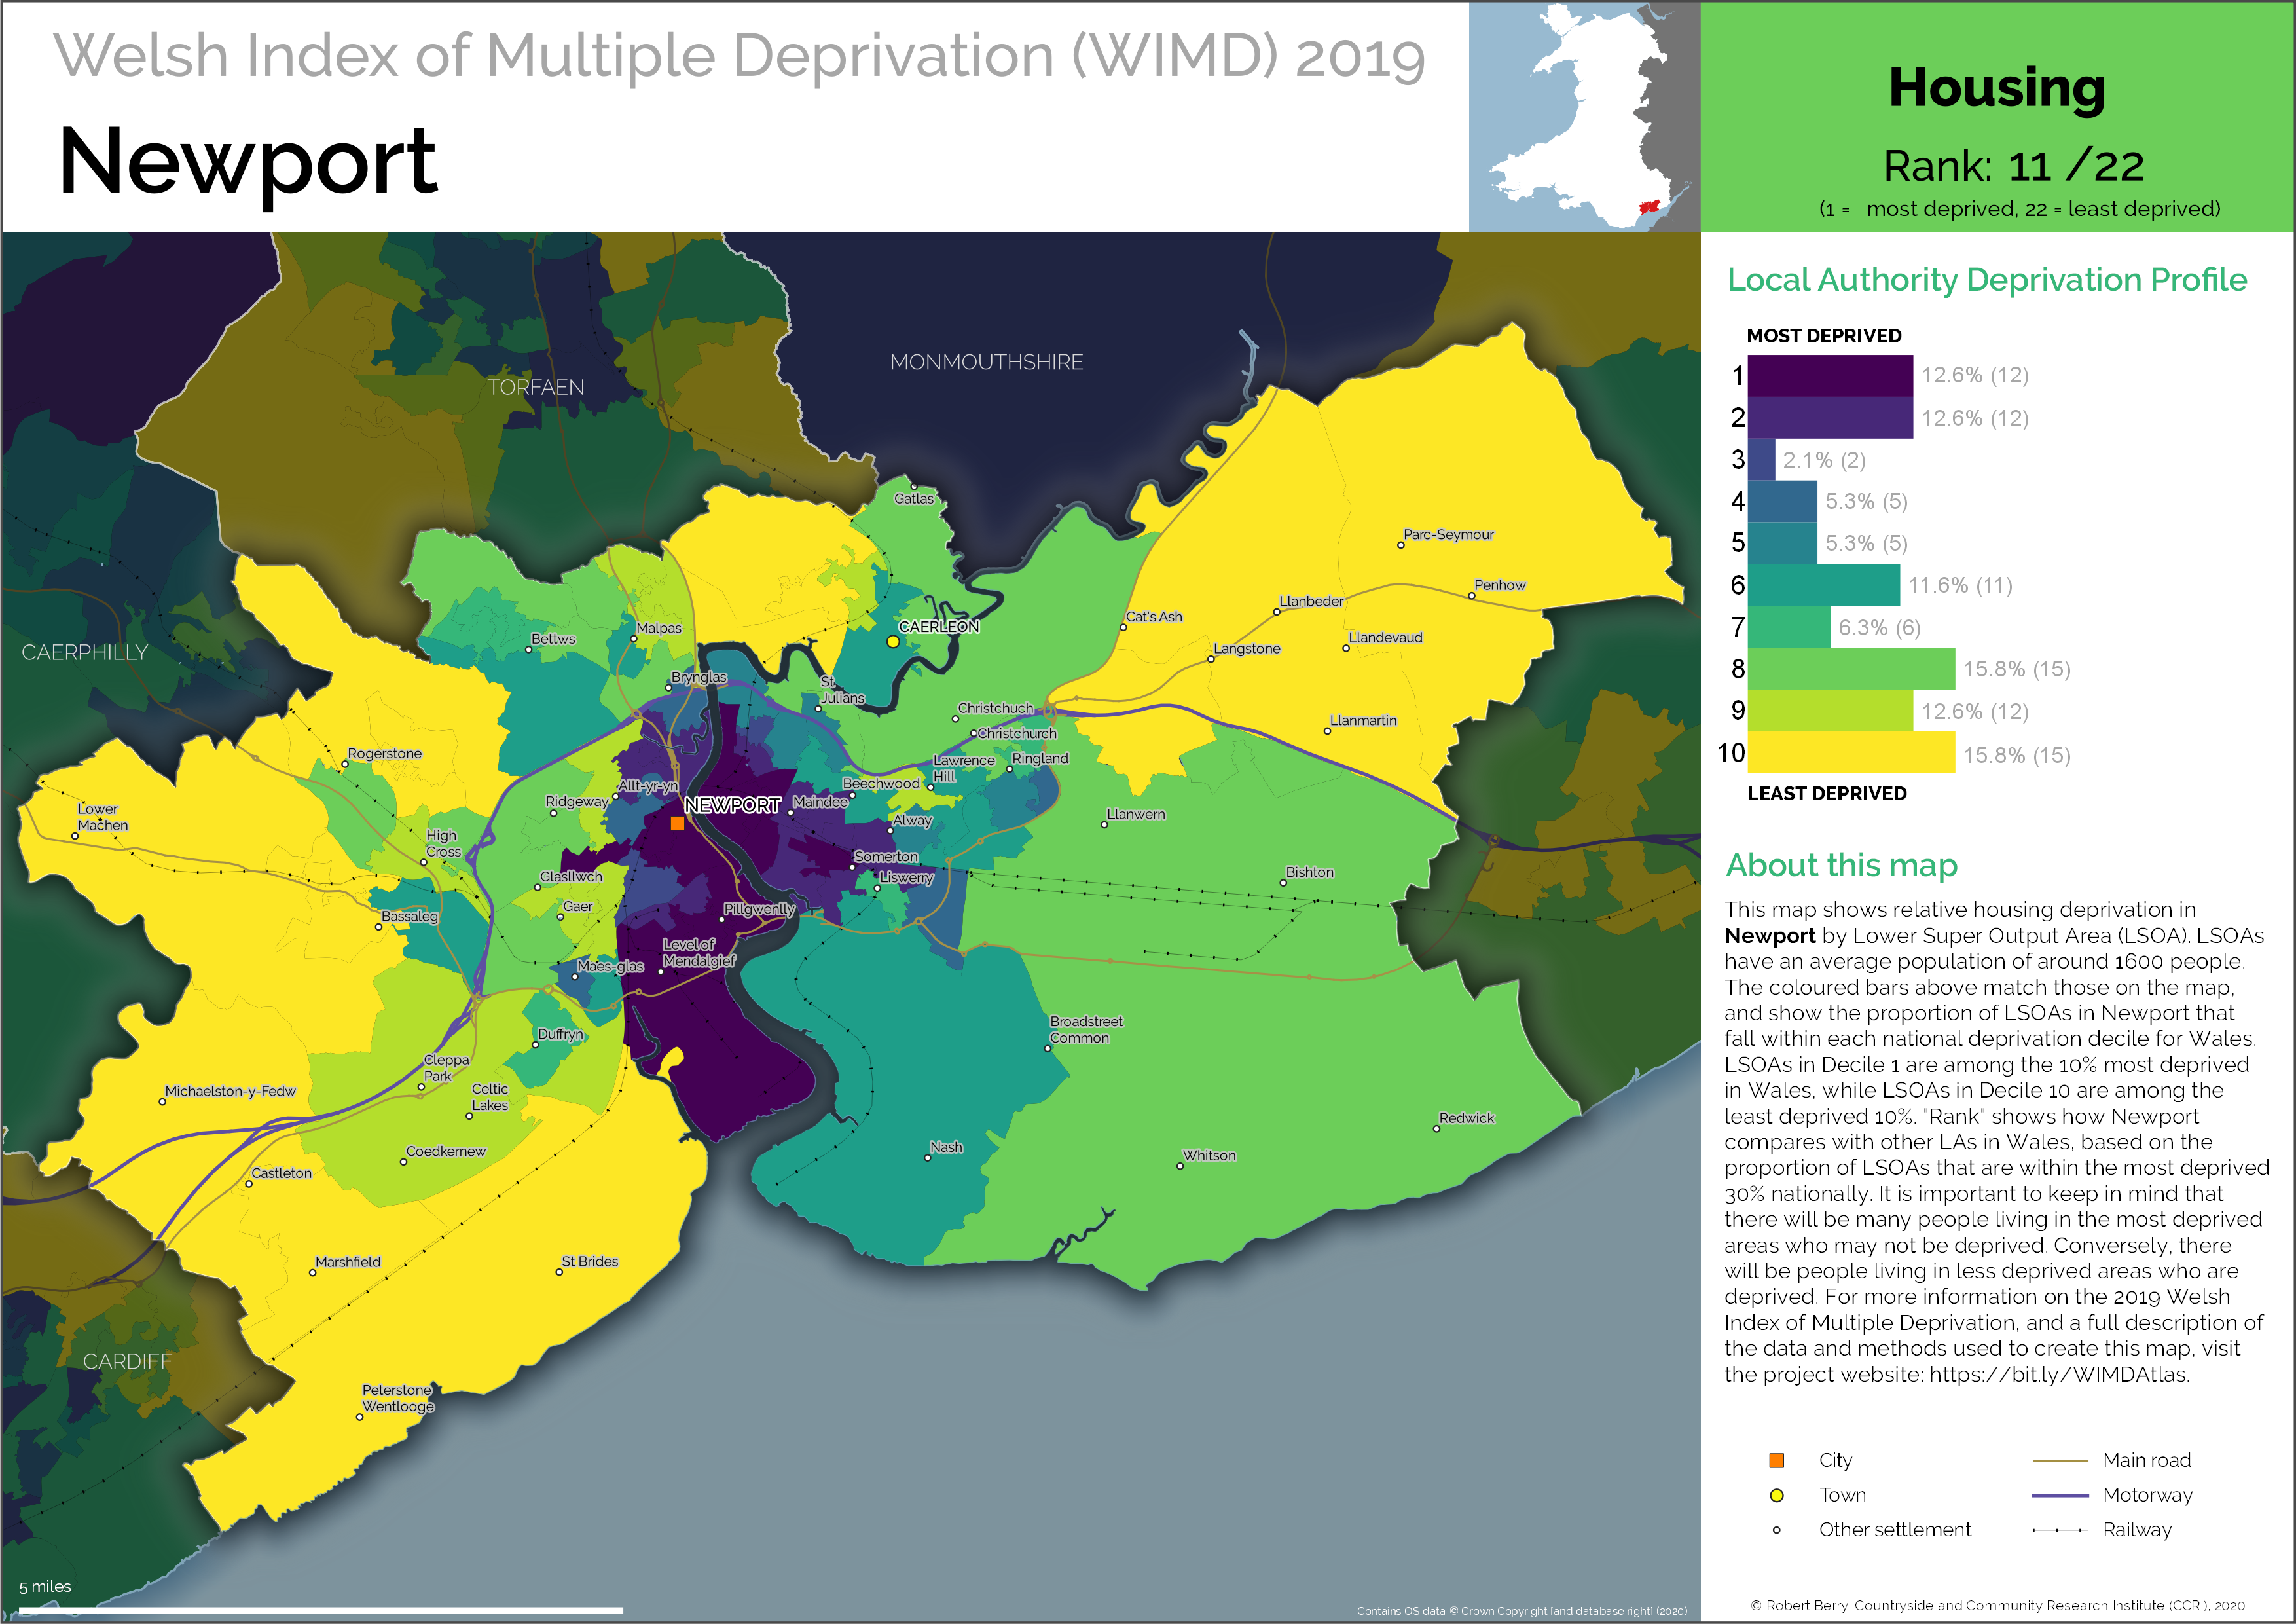 Welsh Index of Multiple Deprivation (WIMD) 2019
Newport
Housing
Rank: 11 /22
(1 = most deprived, 22 = least deprived)
TORFAEN
MONMOUTHSHIRE
CAERPHILLY
CARDIFF
Gatlas
Parc-Seymour
Penhow
Llanbeder
Cat's Ash
CAERLEON
Malpas
Bettws
Llandevaud
Langstone
Brynglas
St
Julians
Christchuch
Christchurch
Llanmartin
Rogerstone
Lawrence
Hill
Ringland
Allt-yr-yn
Beechwood
Ridgeway
NEWPORT
Maindee
Lower
Machen
Llanwern
Alway
High
Cross
Somerton
Glasllwch
Liswerry
Bishton
Gaer
Pillgwenlly
Bassaleg
Level of
Mendalgief
Maes-glas
Broadstreet
Common
Duffryn
Cleppa
Park
Michaelston-y-Fedw
Celtic
Lakes
Redwick
Coedkernew
Nash
Whitson
Castleton
Marshfield
St Brides
Peterstone
Wentlooge
5 miles
Contains OS data © Crown Copyright [and database right] (2020)
Local Authority Deprivation Profile
MOST DEPRIVED
1 12.6% (12)
2 12.6% (12)
3 2.1% (2)
4 5.3% (5)
5 5.3% (5)
6 11.6% (11)
7 6.3% (6)
8 15.8% (15)
9 12.6% (12)
10 15.8% (15)
LEAST DEPRIVED
About this map
This map shows relative housing deprivation in
Newport by Lower Super Output Area (LSOA). LSOAs
have an average population of around 1600 people.
The coloured bars above match those on the map,
and show the proportion of LSOAs in Newport that
fall within each national deprivation decile for Wales.
LSOAs in Decile 1 are among the 10% most deprived
in Wales, while LSOAs in Decile 10 are among the
least deprived 10%. "Rank" shows how Newport
compares with other LAs in Wales, based on the
proportion of LSOAs that are within the most deprived
30% nationally. It is important to keep in mind that
there will be many people living in the most deprived
areas who may not be deprived. Conversely, there
will be people living in less deprived areas who are
deprived. For more information on the 2019 Welsh
Index of Multiple Deprivation, and a full description of
the data and methods used to create this map, visit
the project website: https://bit.ly/WIMDAtlas.
City
Main road
Town
Motorway
Other settlement
Railway
© Robert Berry, Countryside and Community Research Institute (CCRI), 2020